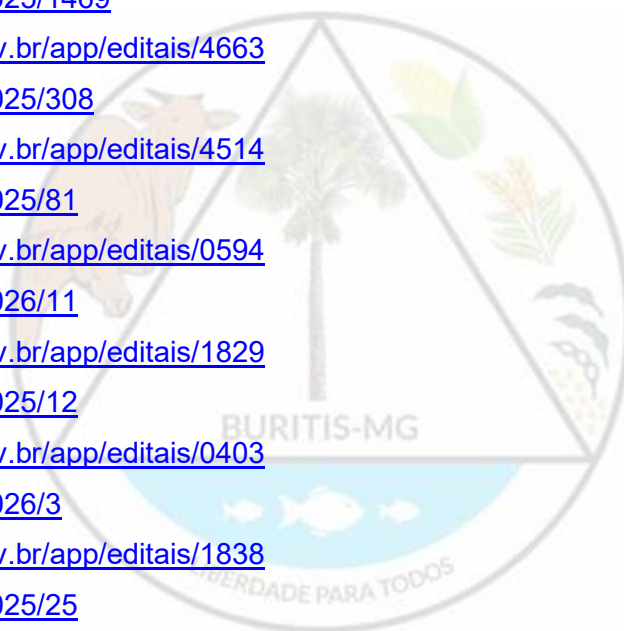 025/1469
v.br/app/editais/4663
025/308
v.br/app/editais/4514
025/81
v.br/app/editais/0594
026/11
v.br/app/editais/1829
025/12
BURITIS-MG
v.br/app/editais/0403
026/3
v.br/app/editais/1838
LIBERDADE PARA TODOS
025/25